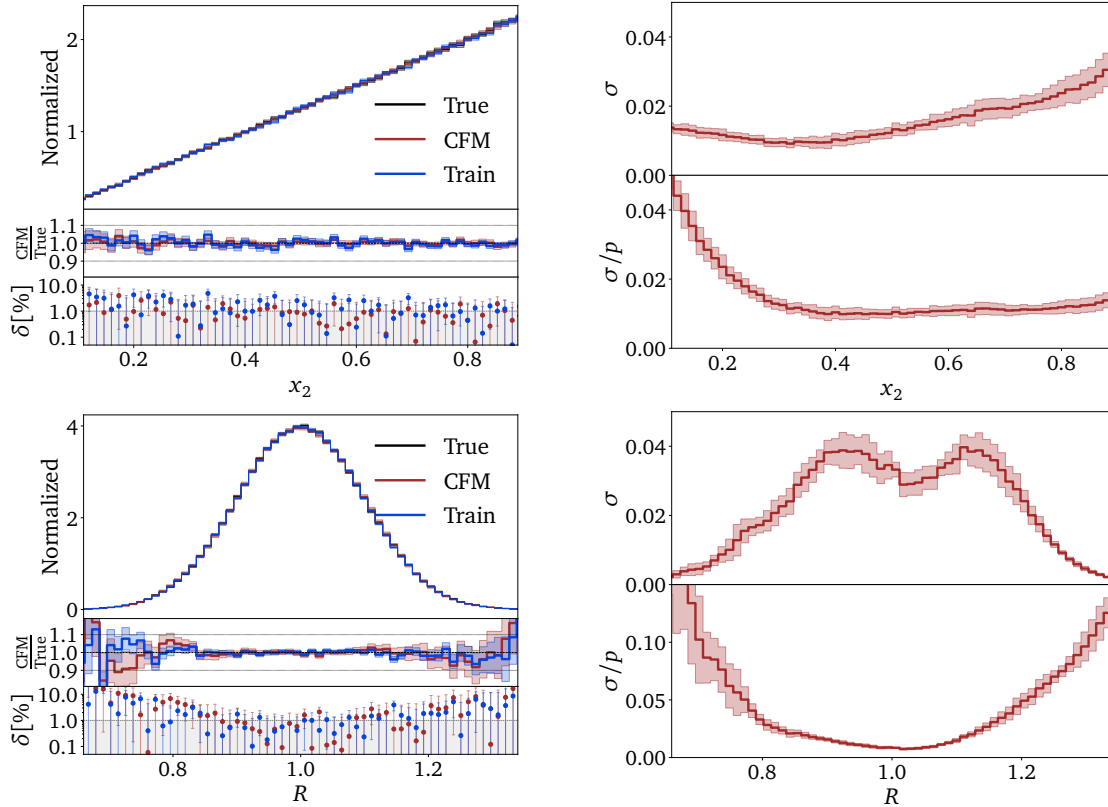 2
1
Normalized
True
CFM
Train
1.1
1.0
0.9
CFM
True
10.0
1.0
0.1
δ[%]
0.2
0.4
0.6
0.8
x₂
0.04
0.02
0.00
σ
0.04
0.02
0.00
σ/p
0.2
0.4
0.6
0.8
x₂
4
2
0
Normalized
True
CFM
Train
1.1
1.0
0.9
CFM
True
10.0
1.0
0.1
δ[%]
0.8
1.0
1.2
R
0.04
0.02
0.00
σ
0.10
0.05
0.00
σ/p
0.8
1.0
1.2
R